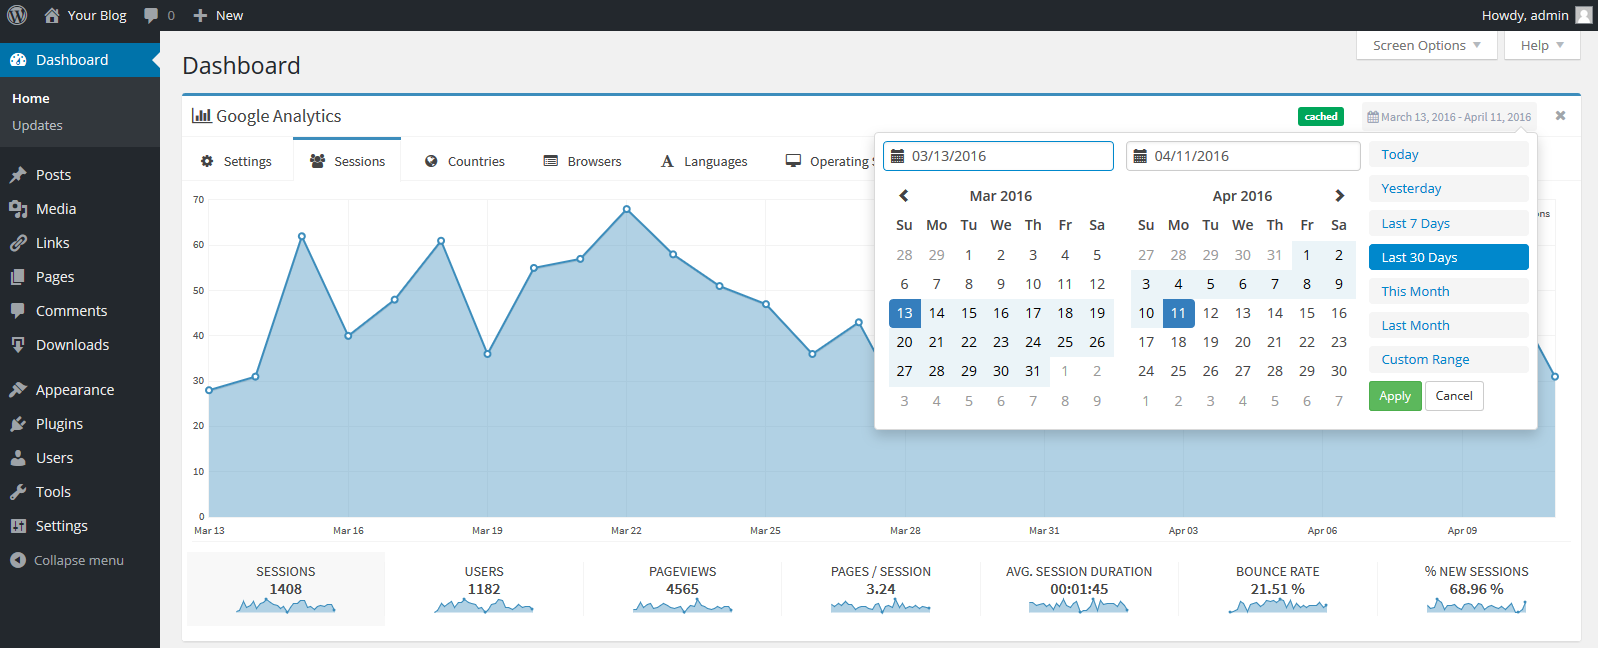 Your Blog 0 New Howdy, admin
Dashboard
Home
Updates
Posts
Media
Links
Pages
Comments
Downloads
Appearance
Plugins
Users
Tools
Settings
Collapse menu
Screen Options Help
Dashboard
Google Analytics cached March 13, 2016 - April 11, 2016
Settings Sessions Countries Browsers Languages Operating
03/13/2016 04/11/2016
Mar 2016
Su Mo Tu We Th Fr Sa
28 29 1 2 3 4 5
6 7 8 9 10 11 12
13 14 15 16 17 18 19
20 21 22 23 24 25 26
27 28 29 30 31 1 2
3 4 5 6 7 8 9
Apr 2016
Su Mo Tu We Th Fr Sa
27 28 29 30 31 1 2
3 4 5 6 7 8 9
10 11 12 13 14 15 16
17 18 19 20 21 22 23
24 25 26 27 28 29 30
1 2 3 4 5 6 7
Today
Yesterday
Last 7 Days
Last 30 Days
This Month
Last Month
Custom Range
Apply Cancel
70
60
50
40
30
20
10
0
Mar 13 Mar 16 Mar 19 Mar 22 Mar 25 Mar 28 Mar 31 Apr 03 Apr 06 Apr 09
SESSIONS
1408
USERS
1182
PAGEVIEWS
4565
PAGES / SESSION
3.24
AVG. SESSION DURATION
00:01:45
BOUNCE RATE
21.51 %
% NEW SESSIONS
68.96 %